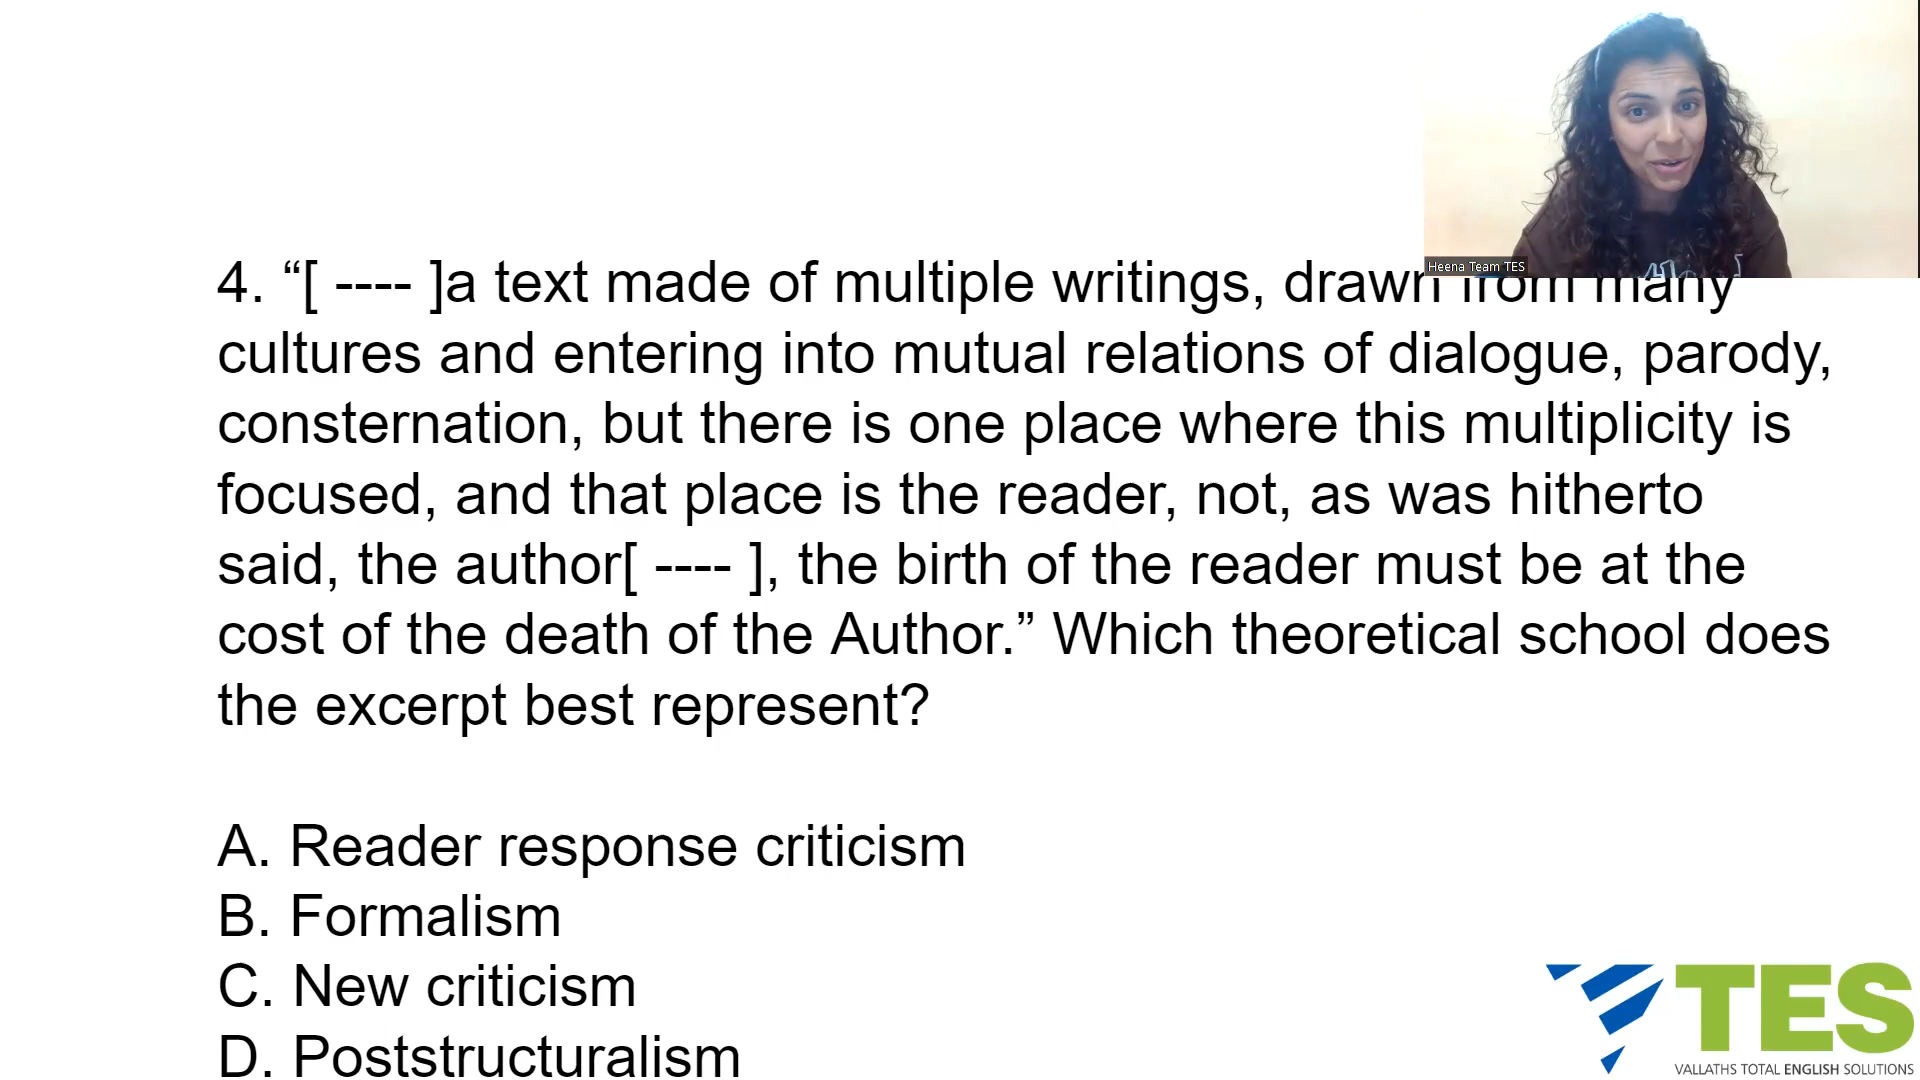 Heena Team TES
4. “[ ---- ]a text made of multiple writings, drawn from many
cultures and entering into mutual relations of dialogue, parody,
consternation, but there is one place where this multiplicity is
focused, and that place is the reader, not, as was hitherto
said, the author[ ---- ], the birth of the reader must be at the
cost of the death of the Author.” Which theoretical school does
the excerpt best represent?
A. Reader response criticism
B. Formalism
C. New criticism
D. Poststructuralism
TES
VALLATHS TOTAL ENGLISH SOLUTIONS